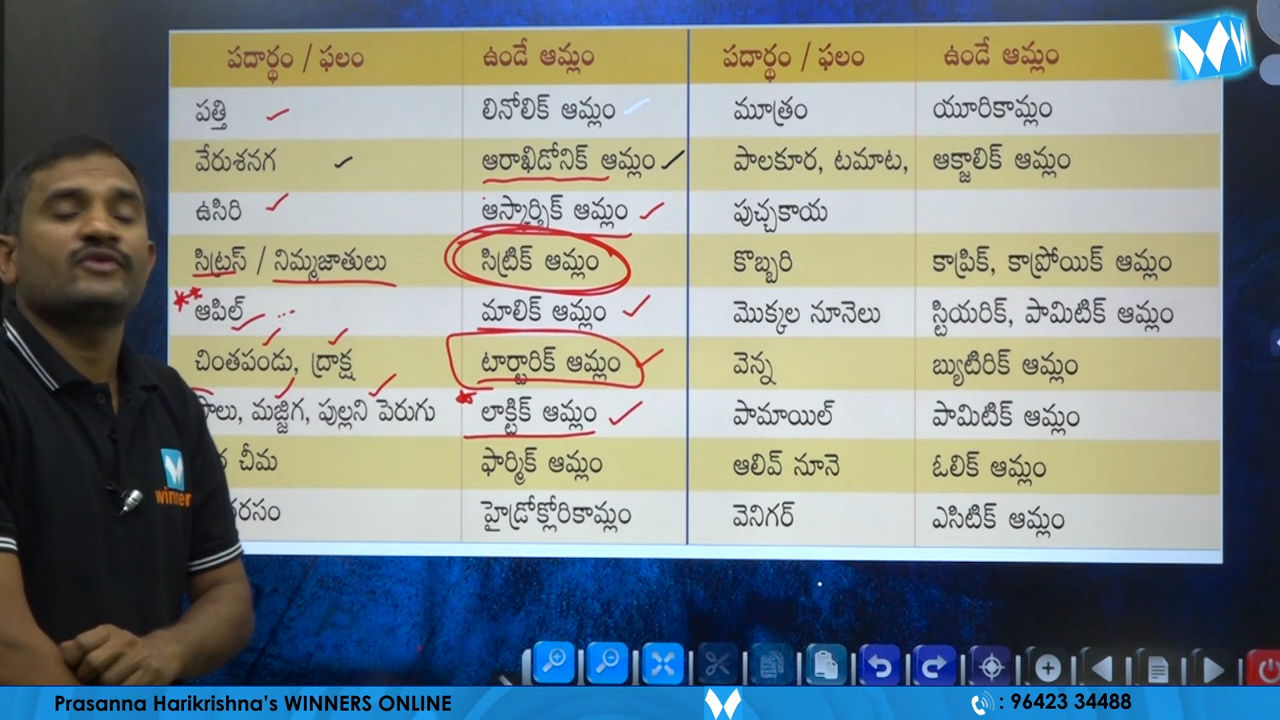 పదార్థం / ఫలం ఉండే ఆమ్లం పదార్థం / ఫలం ఉండే ఆమ్లం
పత్తి లినోలిక్ ఆమ్లం మూత్రం యూరికామ్లం
వేరుశనగ ఆరాఖిడోనిక్ ఆమ్లం పాలకూర, టమాట, ఆక్జాలిక్ ఆమ్లం
ఉసిరి ఆస్కార్బిక్ ఆమ్లం పుచ్చకాయ
సిట్రస్ / నిమ్మజాతులు సిట్రిక్ ఆమ్లం కొబ్బరి కాప్రిక్, కాప్రోయిక్ ఆమ్లం
ఆపిల్ మాలిక్ ఆమ్లం మొక్కల నూనెలు స్టియరిక్, పామిటిక్ ఆమ్లం
చింతపండు, ద్రాక్ష టార్టారిక్ ఆమ్లం వెన్న బ్యుటిరిక్ ఆమ్లం
మజ్జిగ, పుల్లని పెరుగు లాక్టిక్ ఆమ్లం పామాయిల్ పామిటిక్ ఆమ్లం
చీమ ఫార్మిక్ ఆమ్లం ఆలివ్ నూనె ఓలిక్ ఆమ్లం
హైడ్రోక్లోరికామ్లం వెనిగర్ ఎసిటిక్ ఆమ్లం
winner
Prasanna Harikrishna's WINNERS ONLINE : 96423 34488